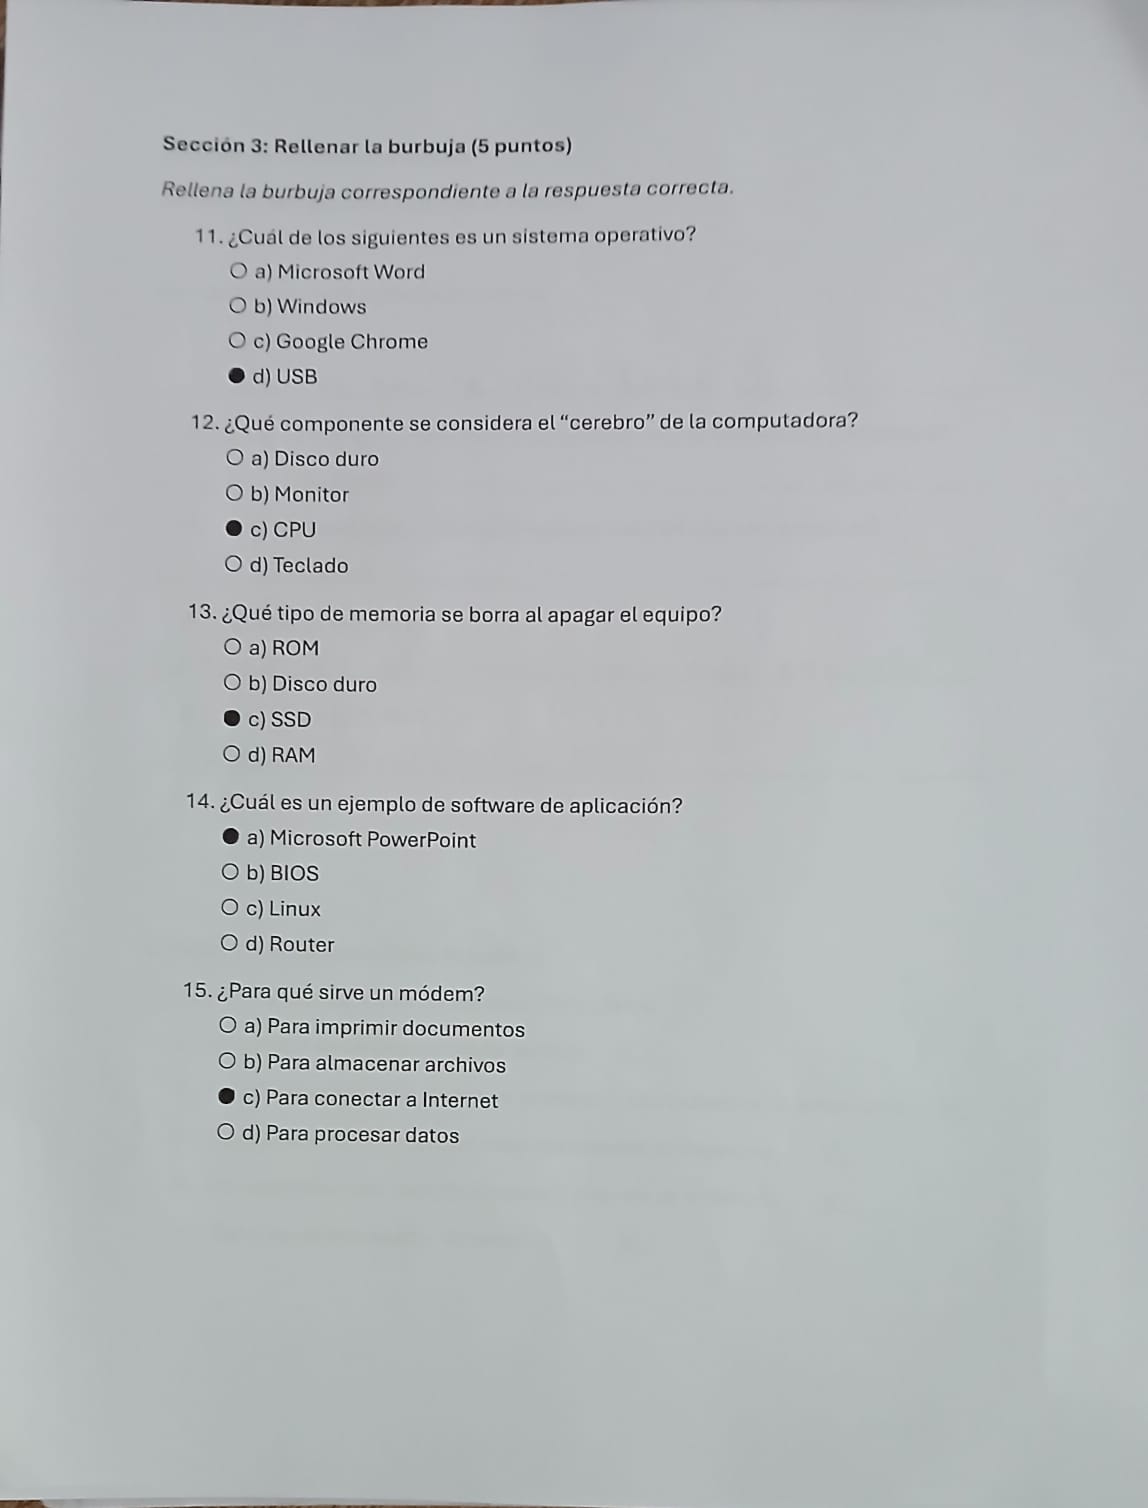 Sección 3: Rellenar la burbuja (5 puntos)
Rellena la burbuja correspondiente a la respuesta correcta.
11. ¿Cuál de los siguientes es un sistema operativo?
○ a) Microsoft Word
○ b) Windows
○ c) Google Chrome
● d) USB
12. ¿Qué componente se considera el “cerebro” de la computadora?
○ a) Disco duro
○ b) Monitor
● c) CPU
○ d) Teclado
13. ¿Qué tipo de memoria se borra al apagar el equipo?
○ a) ROM
○ b) Disco duro
● c) SSD
○ d) RAM
14. ¿Cuál es un ejemplo de software de aplicación?
● a) Microsoft PowerPoint
○ b) BIOS
○ c) Linux
○ d) Router
15. ¿Para qué sirve un módem?
○ a) Para imprimir documentos
○ b) Para almacenar archivos
● c) Para conectar a Internet
○ d) Para procesar datos